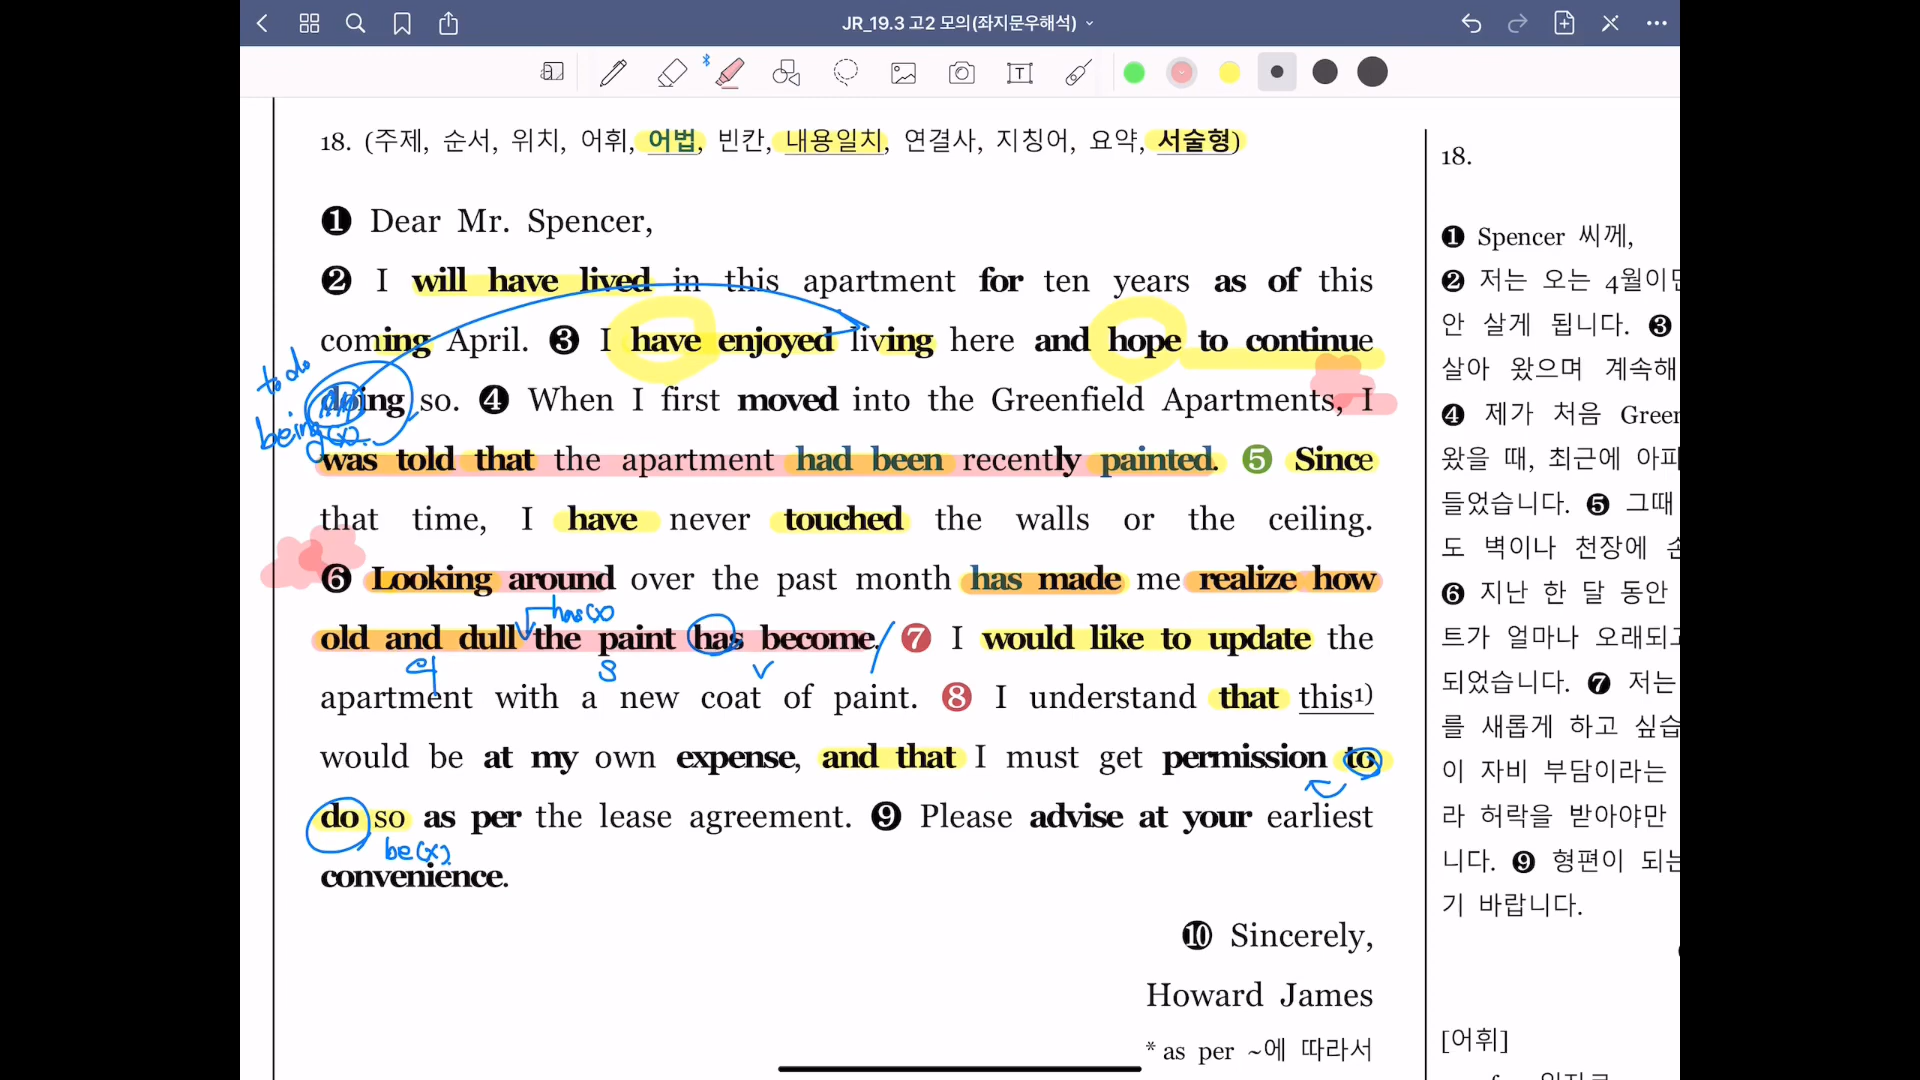 JR_19.3 고2 모의(좌지문우해석)
18. (주제, 순서, 위치, 어휘, 어법, 빈칸, 내용일치, 연결사, 지칭어, 요약, 서술형)
❶ Dear Mr. Spencer,
❷ I will have lived in this apartment for ten years as of this
coming April. ❸ I have enjoyed living here and hope to continue
to do
doing so. ❹ When I first moved into the Greenfield Apartments, I
being (x)
was told that the apartment had been recently painted. ❺ Since
that time, I have never touched the walls or the ceiling.
❻ Looking around over the past month has made me realize how
has(x)
old and dull the paint has become. ❼ I would like to update the
S V
apartment with a new coat of paint. ❽ I understand that this1)
would be at my own expense, and that I must get permission to
do so as per the lease agreement. ❾ Please advise at your earliest
be(x)
convenience.
❿ Sincerely,
Howard James
* as per ~에 따라서
18.
❶ Spencer 씨께,
❷ 저는 오는 4월이면
안 살게 됩니다. ❸
살아 왔으며 계속해
❹ 제가 처음 Green
왔을 때, 최근에 아파
들었습니다. ❺ 그때
도 벽이나 천장에 손
❻ 지난 한 달 동안
트가 얼마나 오래되고
되었습니다. ❼ 저는
를 새롭게 하고 싶습
이 자비 부담이라는
라 허락을 받아야만
니다. ❾ 형편이 되는
기 바랍니다.
[어휘]